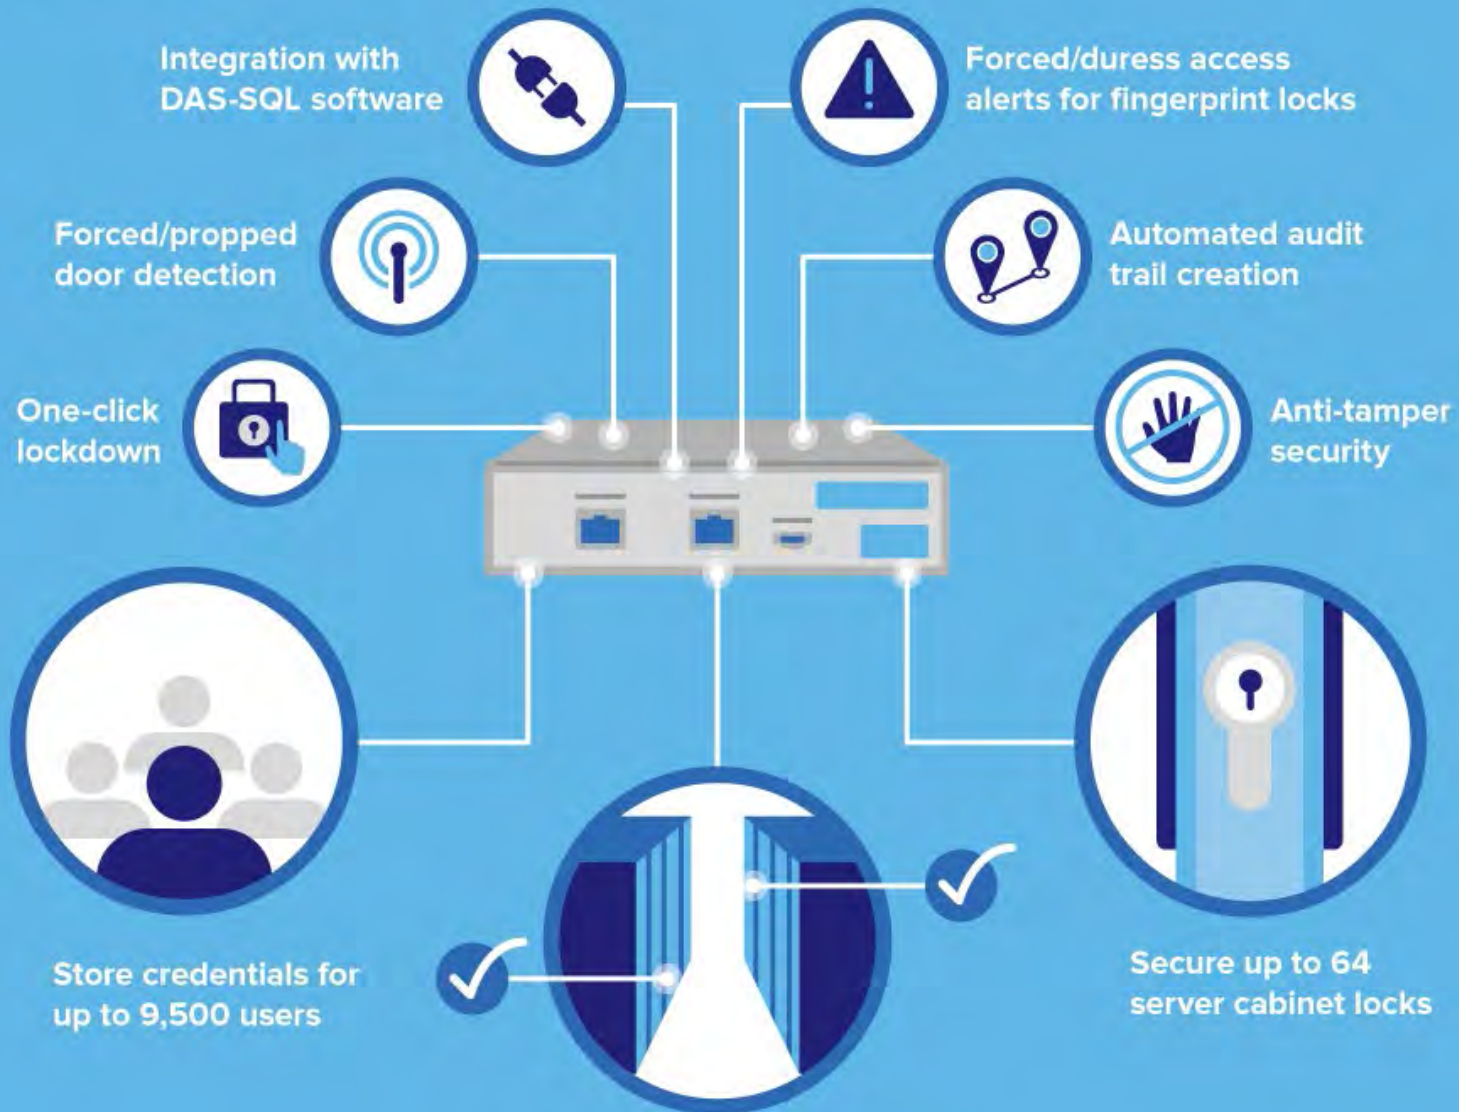 Integration with
DAS-SQL software
Forced/duress access
alerts for fingerprint locks
Forced/propped
door detection
Automated audit
trail creation
One-click
lockdown
Anti-tamper
security
Store credentials for
up to 9,500 users
Secure up to 64
server cabinet locks